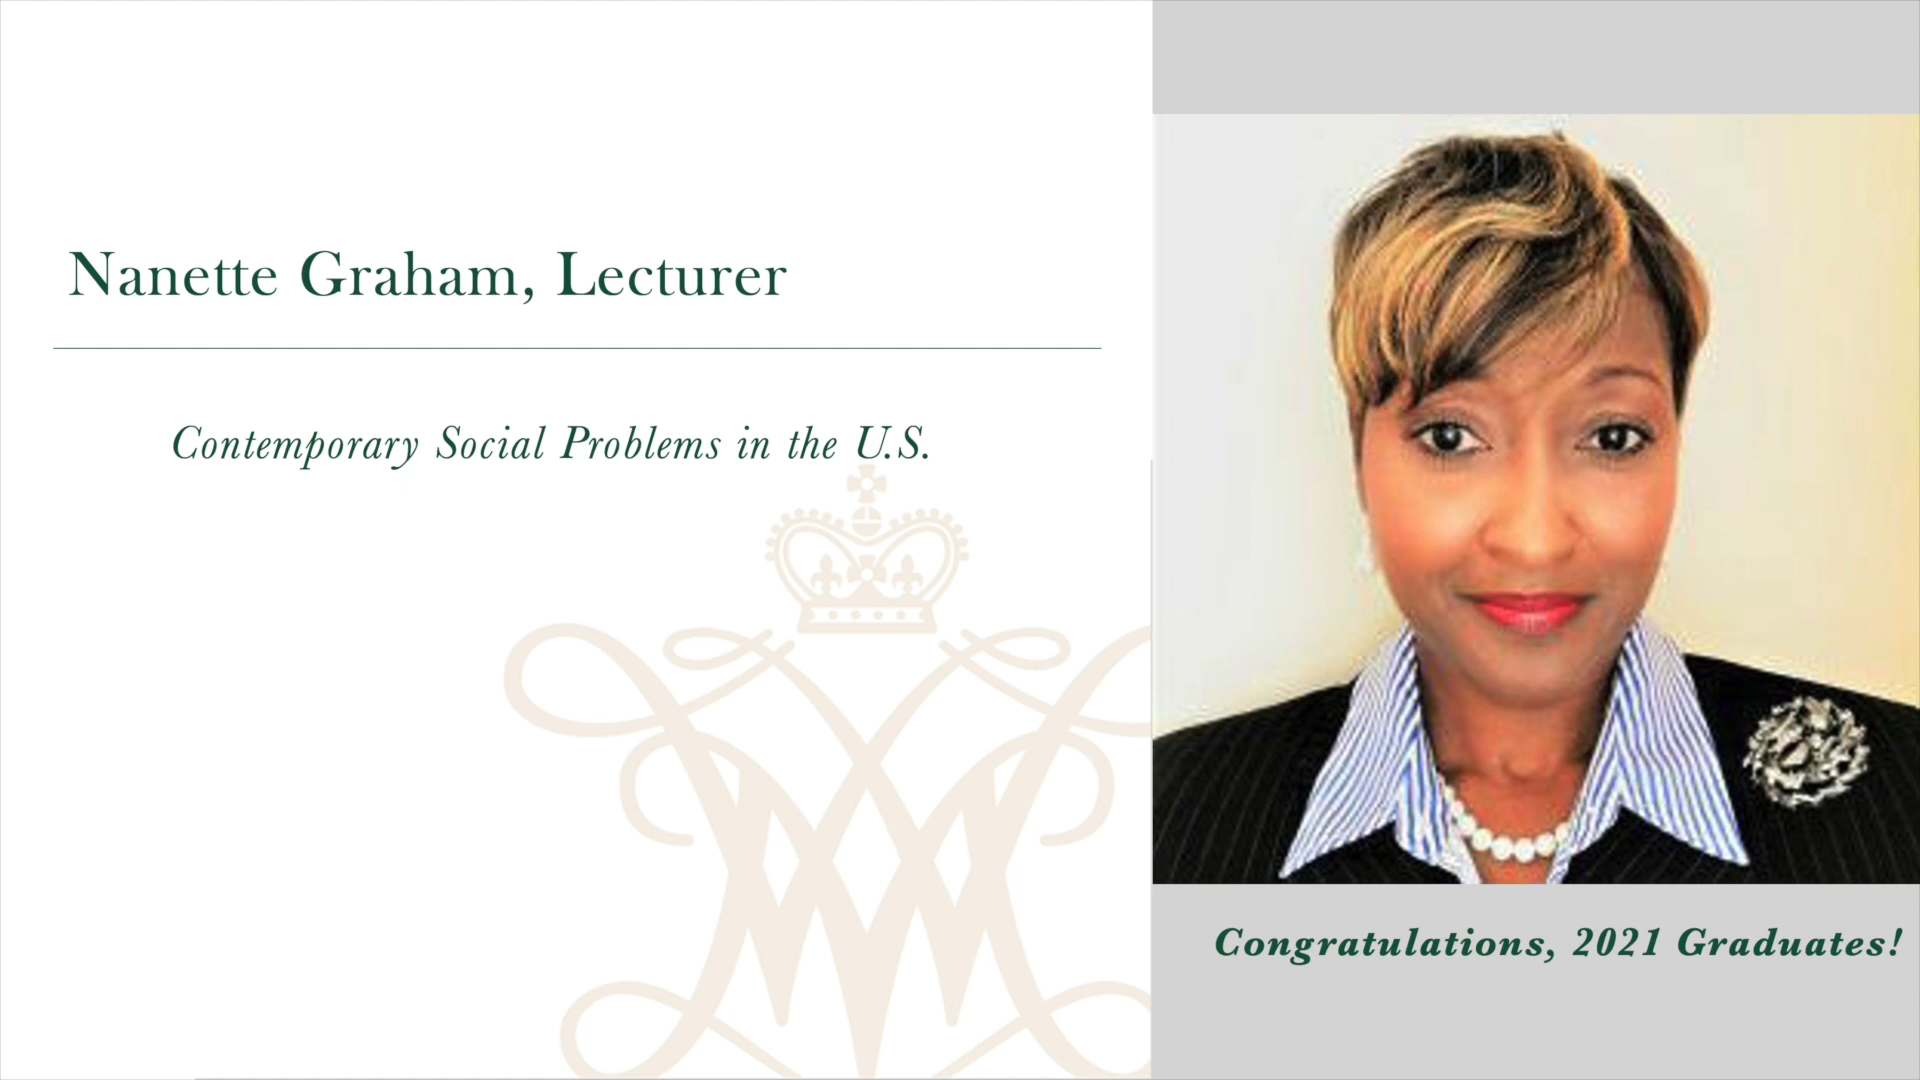 Nanette Graham, Lecturer
Contemporary Social Problems in the U.S.
Congratulations, 2021 Graduates!